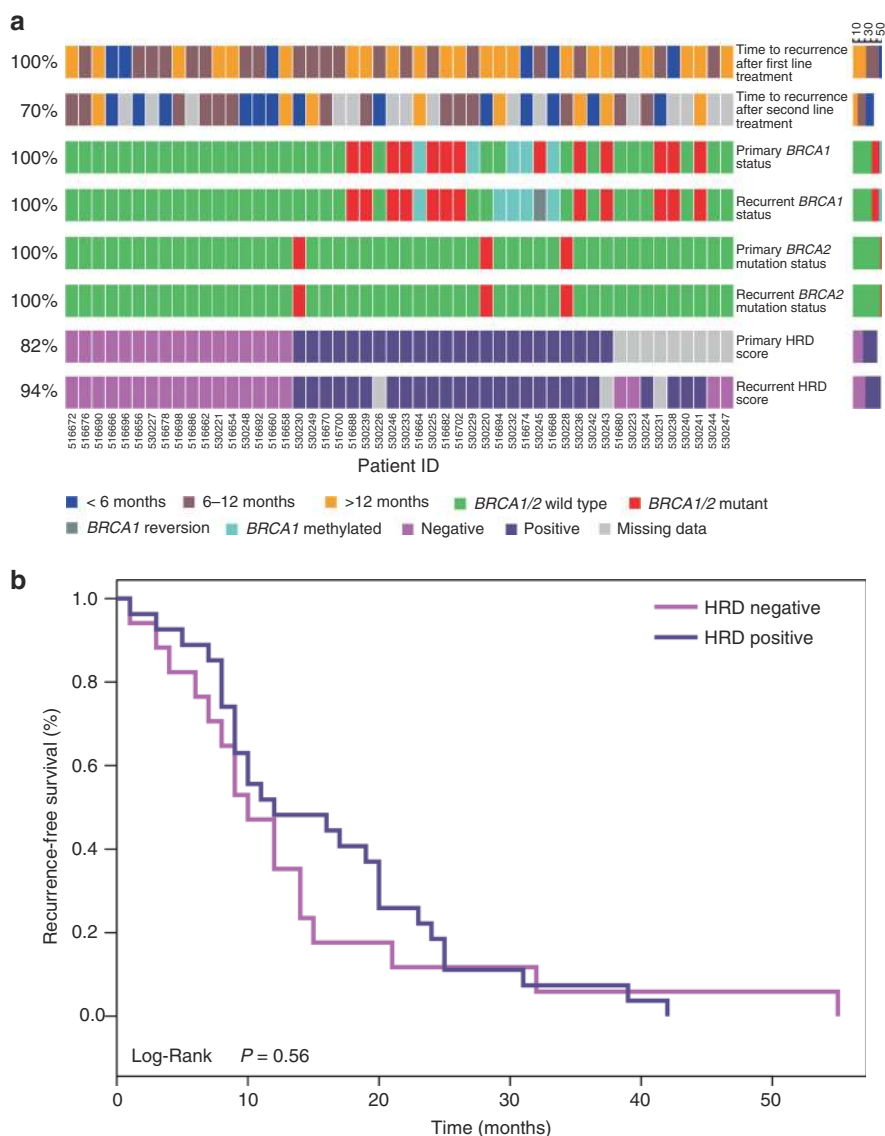 a
10
30
50
100%
Time to recurrence
after first line
treatment
70%
Time to recurrence
after second line
treatment
100%
Primary BRCA1
status
100%
Recurrent BRCA1
status
100%
Primary BRCA2
mutation status
100%
Recurrent BRCA2
mutation status
82%
Primary HRD
score
94%
Recurrent HRD
score
516672
516676
516690
516666
516696
516656
530227
516678
516698
516686
516662
530221
516654
530248
516692
516660
516658
530230
530249
516670
516700
516688
530239
530226
530246
530233
516664
530225
516682
516702
530229
530220
516694
530232
516674
530245
516668
530228
530236
530242
530243
516680
530223
530224
530231
530238
530240
530241
530244
530247
Patient ID
< 6 months 6–12 months >12 months BRCA1/2 wild type BRCA1/2 mutant
BRCA1 reversion BRCA1 methylated Negative Positive Missing data
b
HRD negative
HRD positive
Recurrence-free survival (%)
1.0
0.8
0.6
0.4
0.2
0.0
Log-Rank P = 0.56
0 10 20 30 40 50
Time (months)